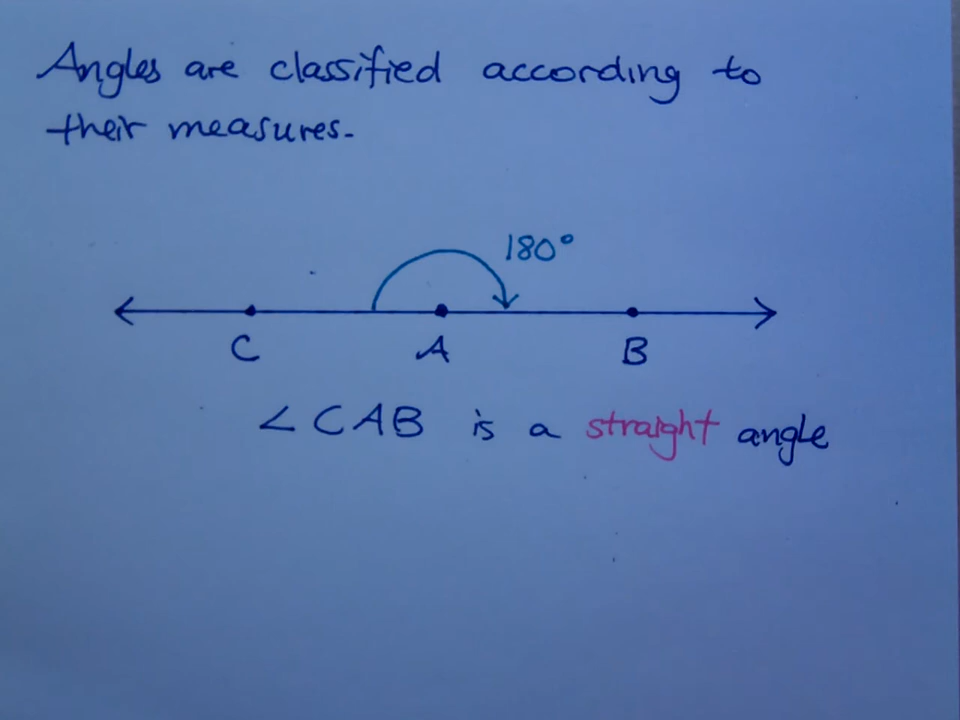 Angles are classified according to
their measures.
180°
C A B
∠CAB is a straight angle